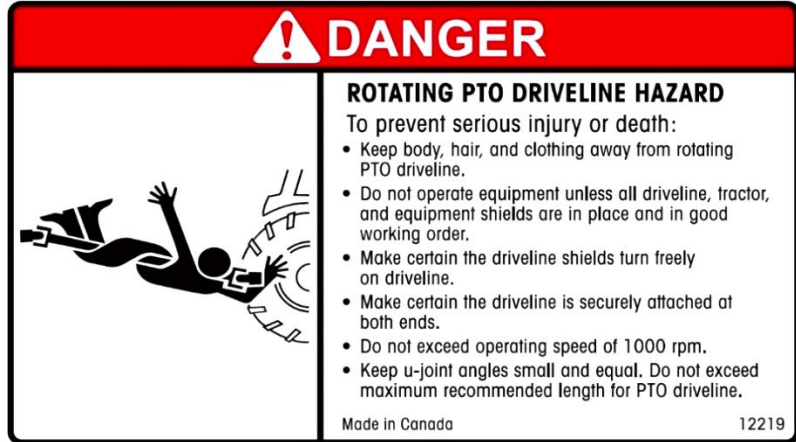 DANGER
ROTATING PTO DRIVELINE HAZARD
To prevent serious injury or death:
• Keep body, hair, and clothing away from rotating
PTO driveline.
• Do not operate equipment unless all driveline, tractor,
and equipment shields are in place and in good
working order.
• Make certain the driveline shields turn freely
on driveline.
• Make certain the driveline is securely attached at
both ends.
• Do not exceed operating speed of 1000 rpm.
• Keep u-joint angles small and equal. Do not exceed
maximum recommended length for PTO driveline.
Made in Canada 12219